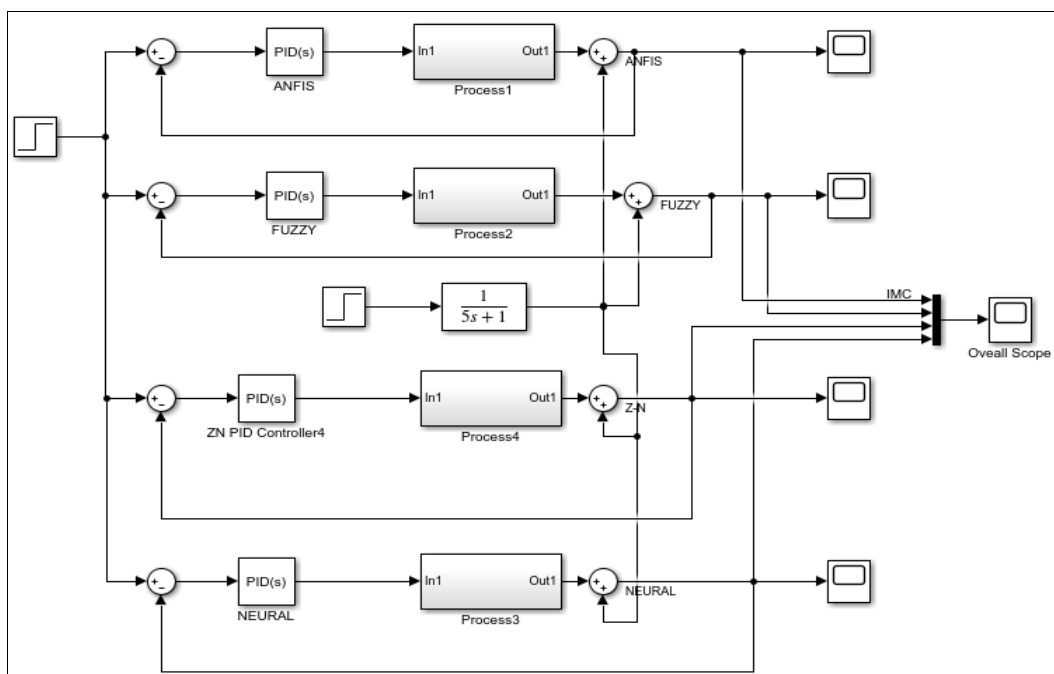 PID(s)
ANFIS
In1
Out1
Process1
ANFIS
PID(s)
FUZZY
In1
Out1
Process2
FUZZY
1
5s + 1
IMC
Oveall Scope
PID(s)
ZN PID Controller4
In1
Out1
Process4
Z-N
PID(s)
NEURAL
In1
Out1
Process3
NEURAL